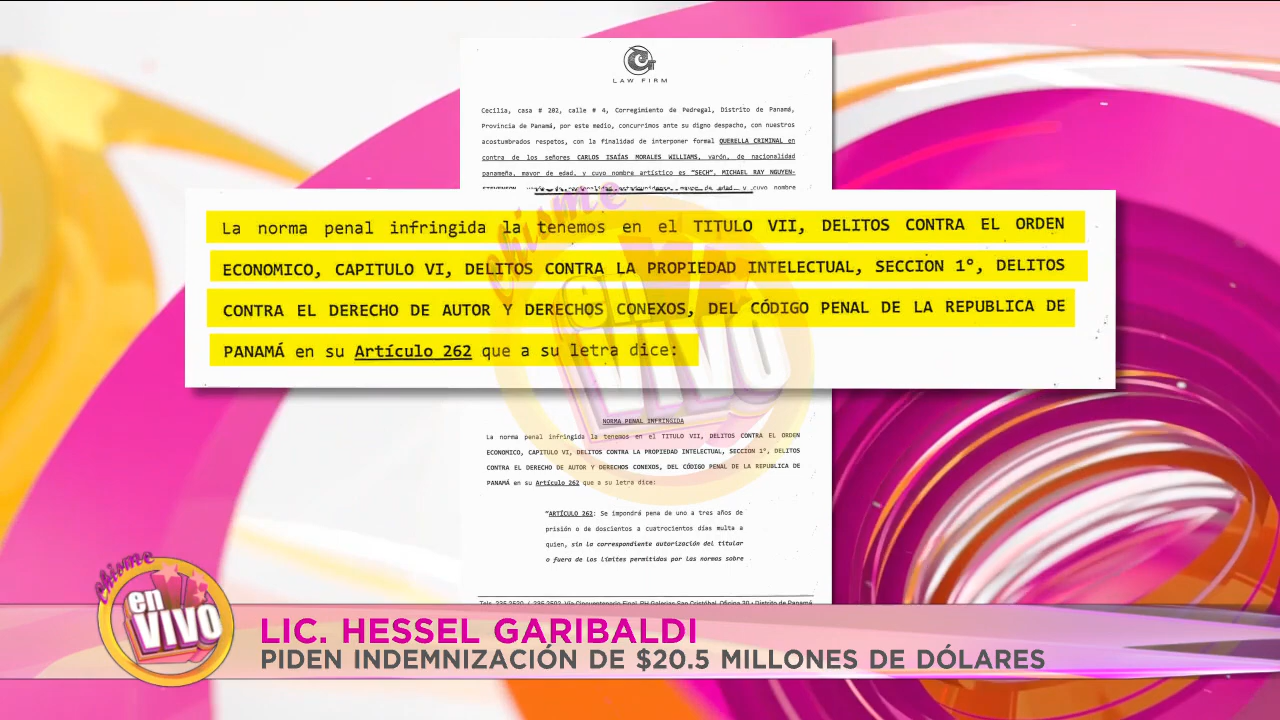 LAW FIRM
Cecilia, casa # 202, calle # 4, Corregimiento de Pedregal, Distrito de Panamá,
Provincia de Panamá, por este medio, concurrimos ante su digno despacho, con nuestros
acostumbrados respetos, con la finalidad de interponer formal QUERELLA CRIMINAL en
contra de los señores CARLOS ISAÍAS MORALES WILLIAMS, varón, de nacionalidad
panameña, mayor de edad, y cuyo nombre artístico es "SECH", MICHAEL RAY NGUYEN-
La norma penal infringida la tenemos en el TITULO VII, DELITOS CONTRA EL ORDEN
ECONOMICO, CAPITULO VI, DELITOS CONTRA LA PROPIEDAD INTELECTUAL, SECCION 1°, DELITOS
CONTRA EL DERECHO DE AUTOR Y DERECHOS CONEXOS, DEL CÓDIGO PENAL DE LA REPUBLICA DE
PANAMÁ en su Artículo 262 que a su letra dice:
chisme
en
VIVO
NORMA PENAL INFRINGIDA
La norma penal infringida la tenemos en el TITULO VII, DELITOS CONTRA EL ORDEN
ECONOMICO, CAPITULO VI, DELITOS CONTRA LA PROPIEDAD INTELECTUAL, SECCION 1°, DELITOS
CONTRA EL DERECHO DE AUTOR Y DERECHOS CONEXOS, DEL CÓDIGO PENAL DE LA REPUBLICA DE
PANAMÁ en su Artículo 262 que a su letra dice:
"ARTÍCULO 262: Se impondrá pena de uno a tres años de
prisión o de doscientos a cuatrocientos días multa a
quien, sin la correspondiente autorización del titular
o fuera de los límites permitidos por las normas sobre
chisme
en
VIVO
LIC. HESSEL GARIBALDI
PIDEN INDEMNIZACIÓN DE $20.5 MILLONES DE DÓLARES